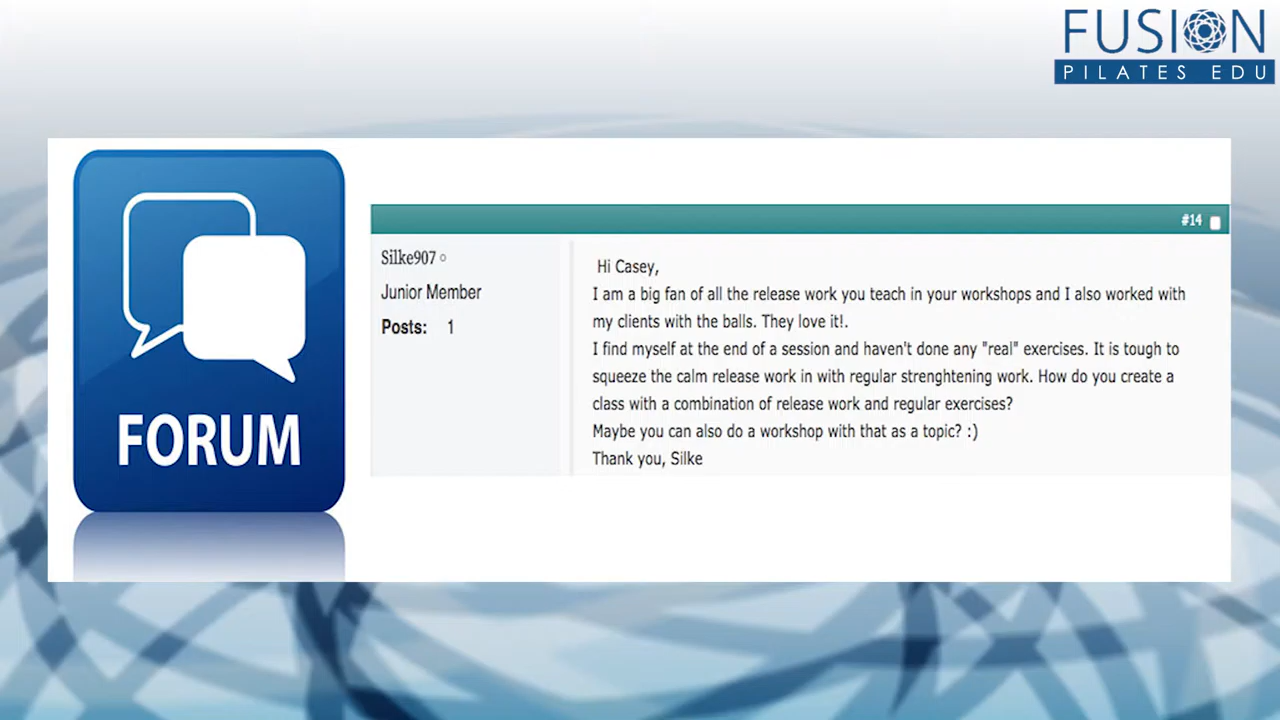 FUSION
PILATES EDU
FORUM
#14
Silke907
Junior Member
Posts: 1
Hi Casey,
I am a big fan of all the release work you teach in your workshops and I also worked with
my clients with the balls. They love it!.
I find myself at the end of a session and haven't done any "real" exercises. It is tough to
squeeze the calm release work in with regular strenghtening work. How do you create a
class with a combination of release work and regular exercises?
Maybe you can also do a workshop with that as a topic? :)
Thank you, Silke